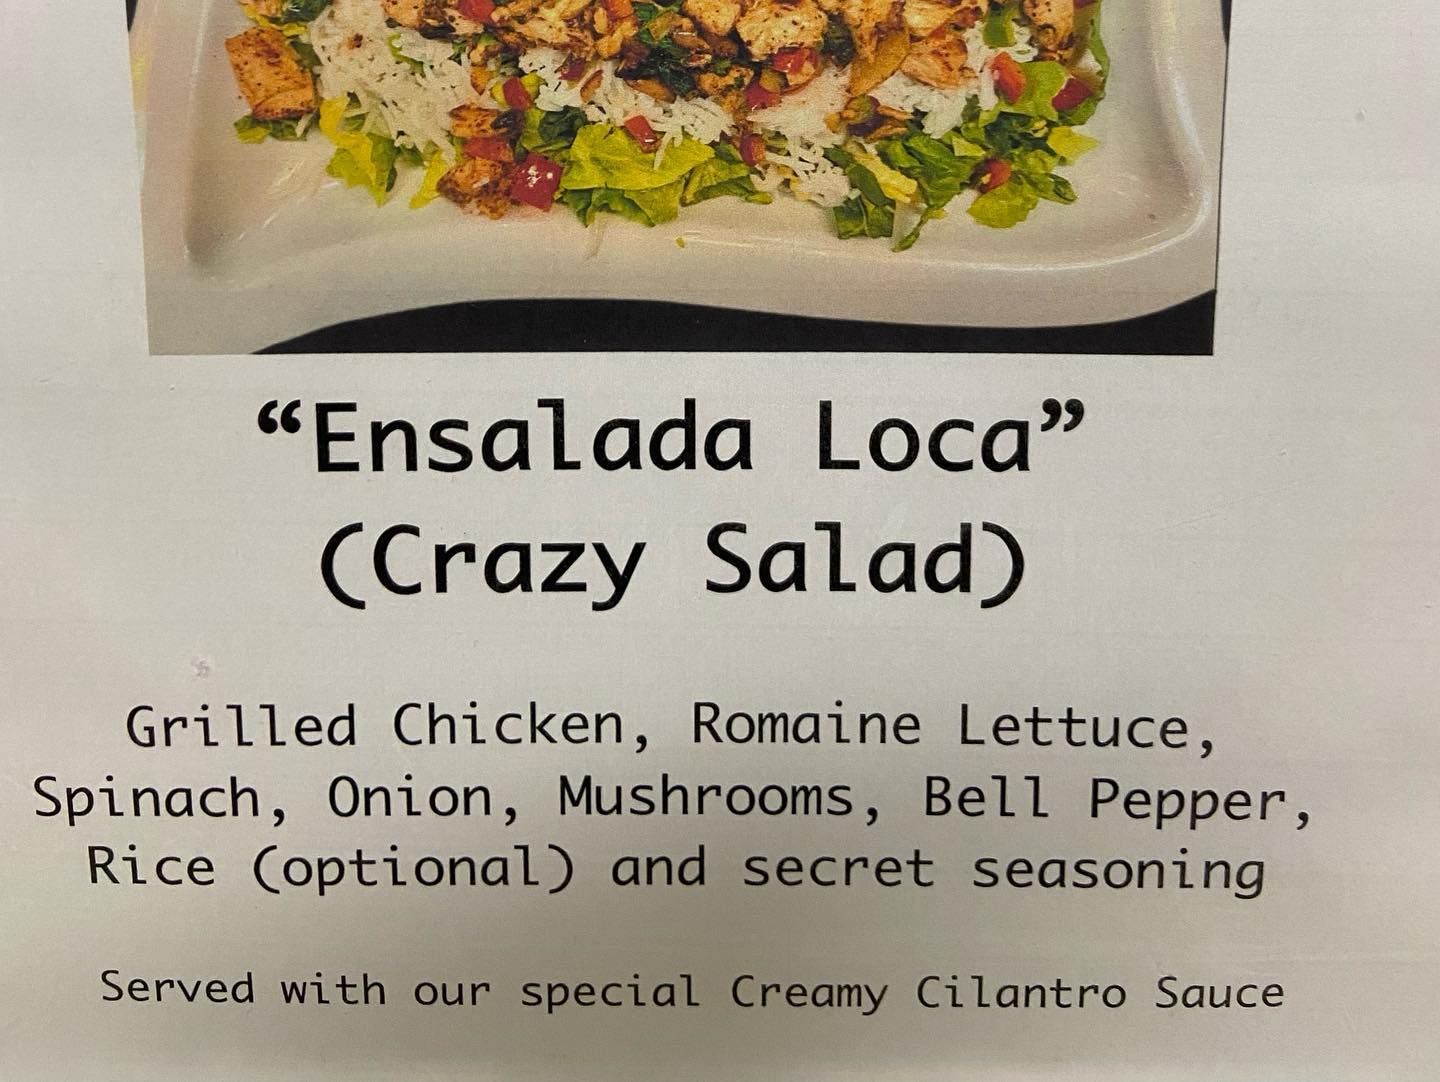 “Ensalada Loca”
(Crazy Salad)
Grilled Chicken, Romaine Lettuce,
Spinach, Onion, Mushrooms, Bell Pepper,
Rice (optional) and secret seasoning
Served with our special Creamy Cilantro Sauce